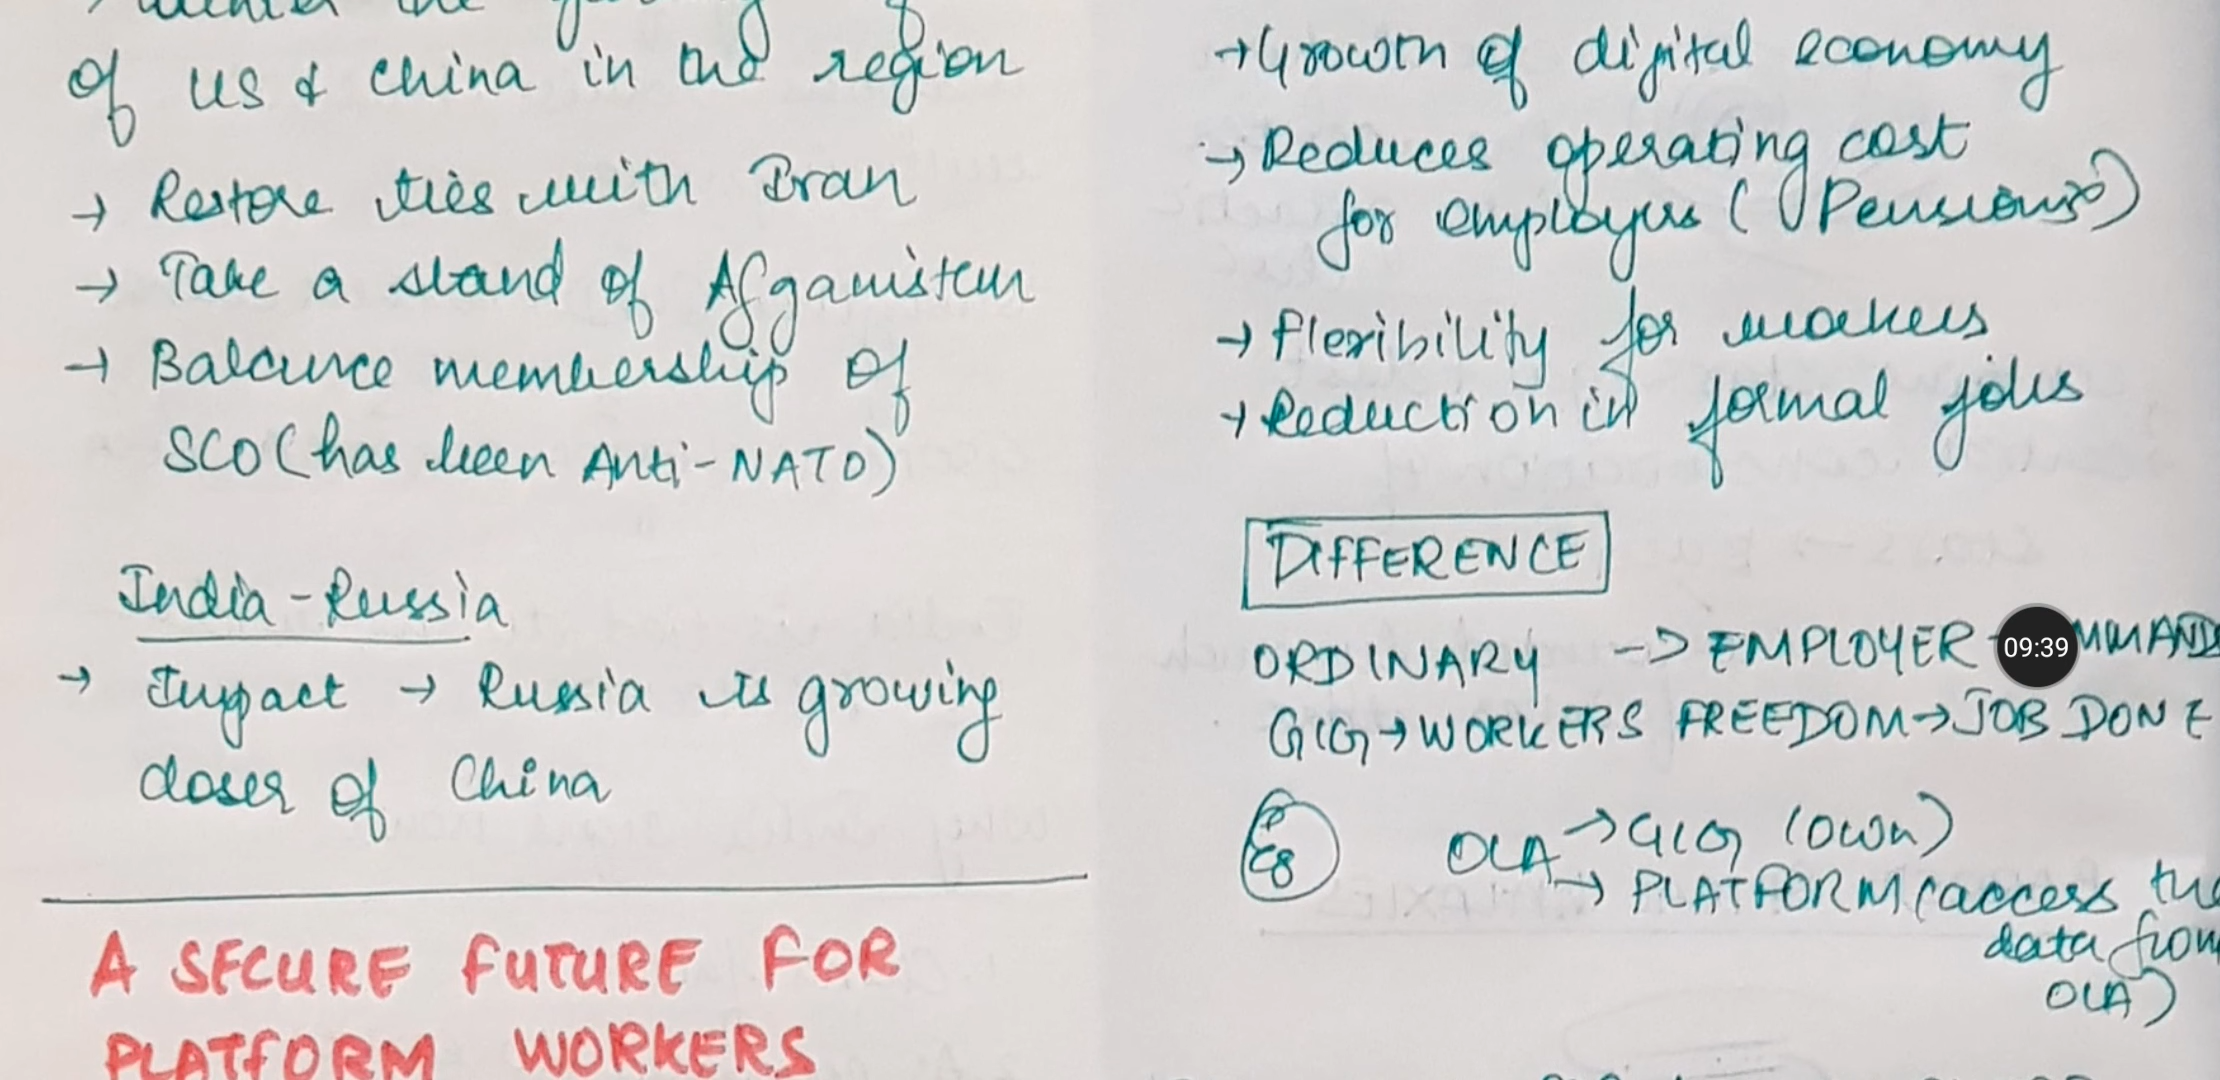 of US & China in the region
→ Restore ties with Iran
→ Take a stand of Afganistan
→ Balance membership of
SCO (has been Anti-NATO)
India-Russia
→ Impact → Russia is growing
closer of China
A SECURE FUTURE FOR
PLATFORM WORKERS
→ Growth of digital economy
→ Reduces operating cost
for employers (Pensions)
→ flexibility for workers
→ Reduction in formal jobs
DIFFERENCE
ORDINARY -> EMPLOYER
09:39
GIG → WORKERS FREEDOM → JOB DONE
Eg OLA → GIG (own)
→ PLATFORM (access the
data from
OLA)